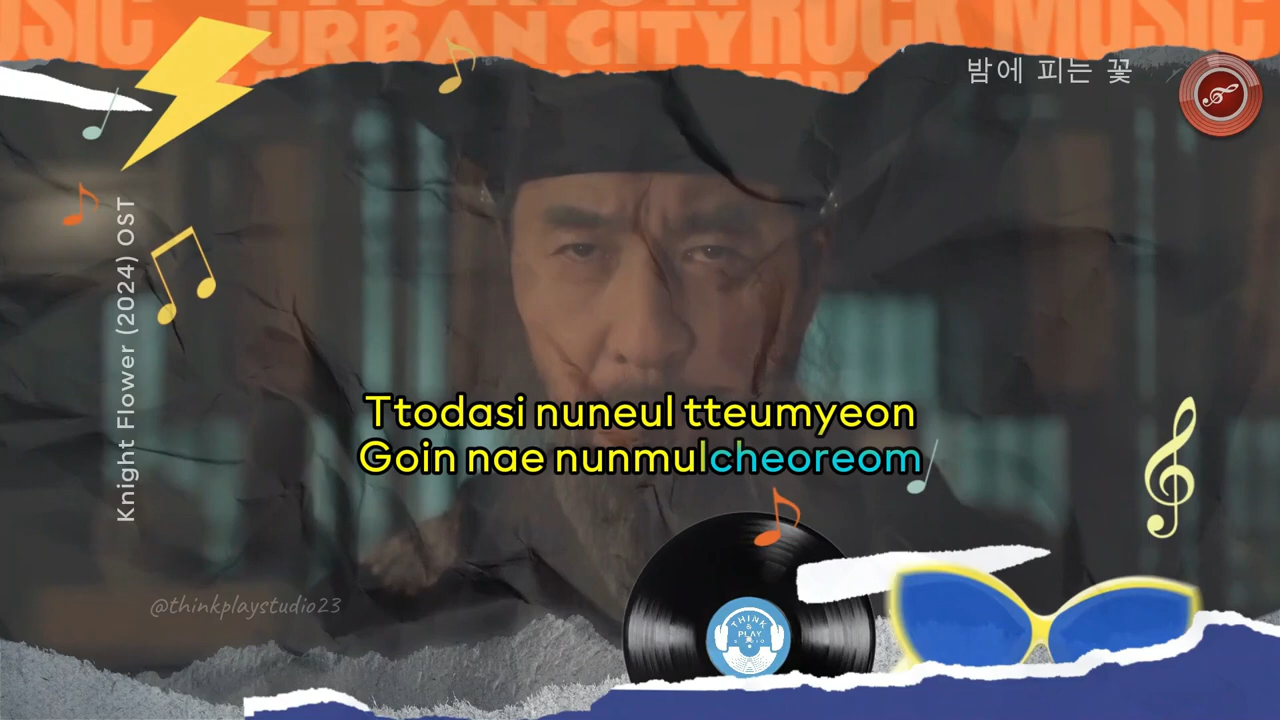 URBAN CITY
ROCK MUSIC
밤에 피는 꽃
Knight Flower (2024) OST
Ttodasi nuneul tteumyeon
Goin nae nunmulcheoreom
@thinkplaystudio23
THINK
&
PLAY